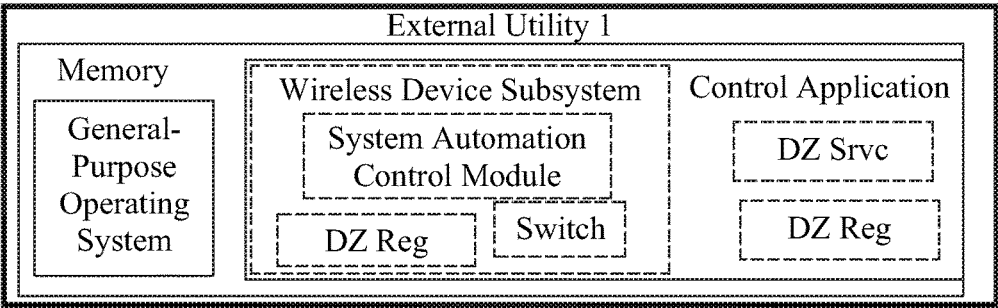 External Utility 1
Memory
General-
Purpose
Operating
System
Wireless Device Subsystem
System Automation
Control Module
DZ Reg
Switch
Control Application
DZ Srvc
DZ Reg